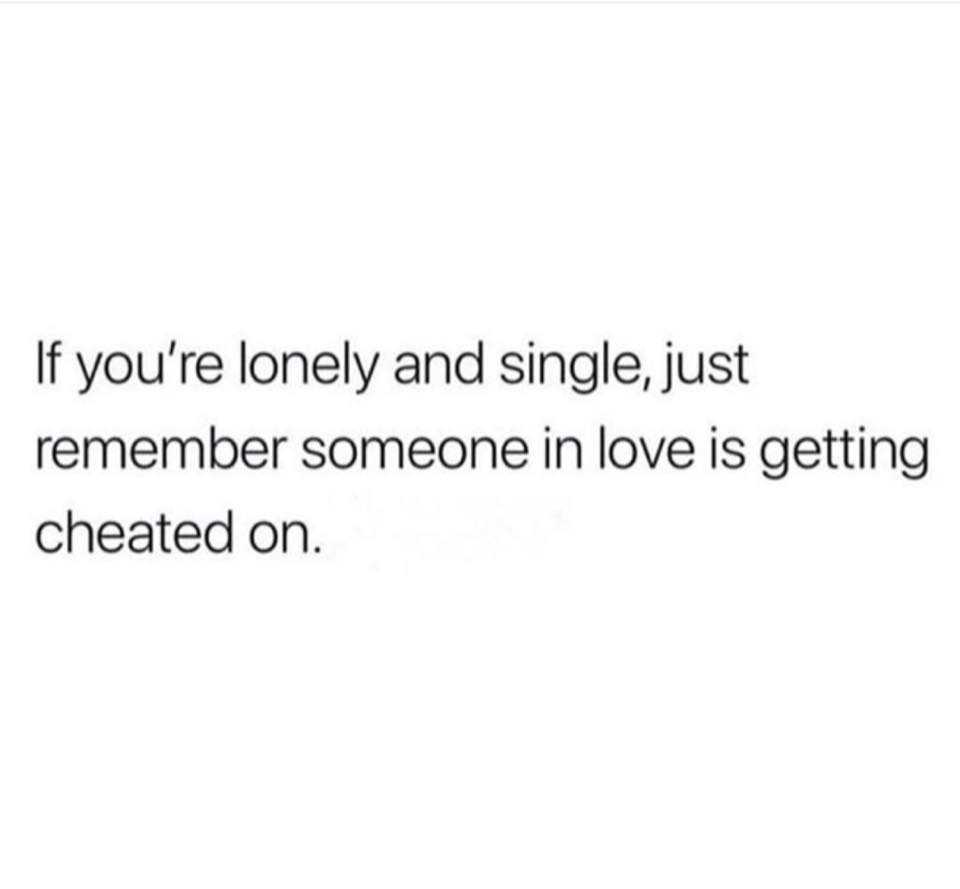 If you're lonely and single, just
remember someone in love is getting
cheated on.